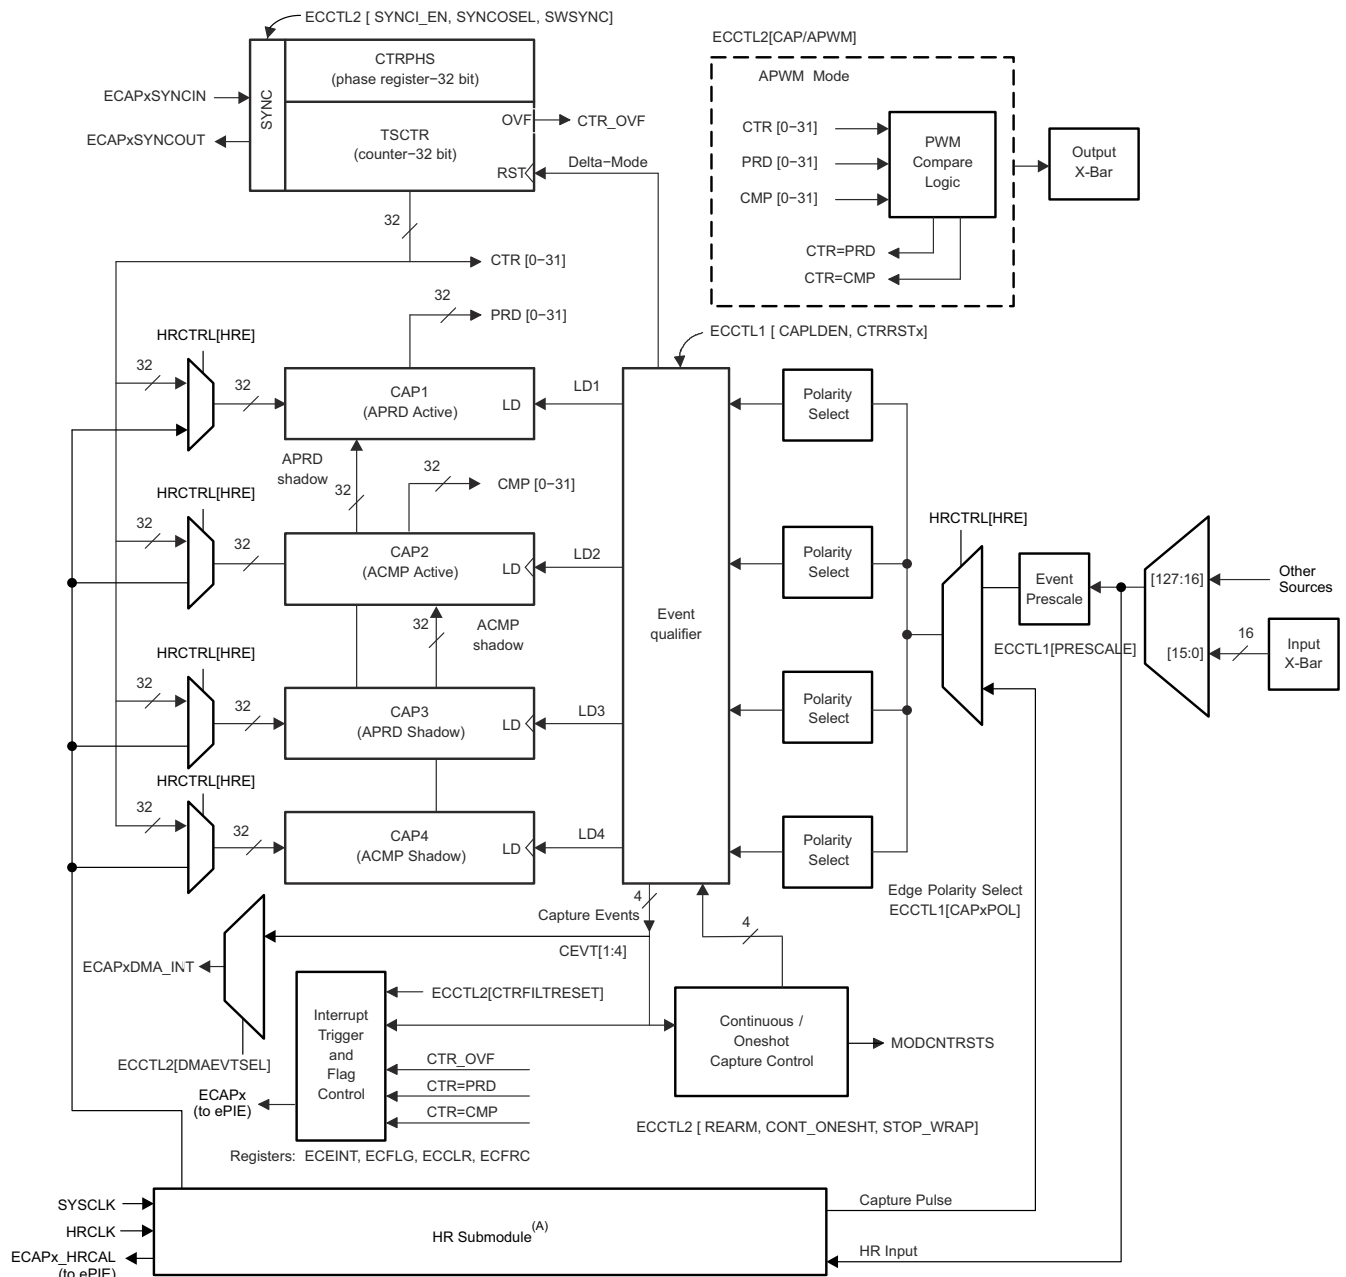 ECCTL2 [ SYNCI_EN, SYNCOSEL, SWSYNC]
SYNC
CTRPHS
(phase register−32 bit)
ECAPxSYNCIN
ECAPxSYNCOUT
TSCTR
(counter−32 bit)
OVF
CTR_OVF
RST
Delta−Mode
32
CTR [0−31]
32
PRD [0−31]
ECCTL2[CAP/APWM]
APWM Mode
CTR [0−31]
PRD [0−31]
CMP [0−31]
PWM
Compare
Logic
CTR=PRD
CTR=CMP
Output
X-Bar
ECCTL1 [ CAPLDEN, CTRRSTx]
HRCTRL[HRE]
32
32
CAP1
(APRD Active)
LD
LD1
Polarity
Select
APRD
shadow
32
32
CMP [0−31]
HRCTRL[HRE]
32
32
CAP2
(ACMP Active)
LD
LD2
Polarity
Select
32
ACMP
shadow
Event
qualifier
HRCTRL[HRE]
Event
Prescale
ECCTL1[PRESCALE]
[127:16]
[15:0]
Other
Sources
16
Input
X-Bar
HRCTRL[HRE]
32
32
CAP3
(APRD Shadow)
LD
LD3
Polarity
Select
HRCTRL[HRE]
32
32
CAP4
(ACMP Shadow)
LD
LD4
Polarity
Select
Edge Polarity Select
ECCTL1[CAPxPOL]
4
Capture Events
CEVT[1:4]
4
ECAPxDMA_INT
ECCTL2[DMAEVTSEL]
Interrupt
Trigger
and
Flag
Control
ECCTL2[CTRFILTRESET]
CTR_OVF
CTR=PRD
CTR=CMP
ECAPx
(to ePIE)
Continuous /
Oneshot
Capture Control
MODCNTRSTS
ECCTL2 [ REARM, CONT_ONESHT, STOP_WRAP]
Registers: ECEINT, ECFLG, ECCLR, ECFRC
SYSCLK
HRCLK
ECAPx_HRCAL
(to ePIE)
HR Submodule(A)
Capture Pulse
HR Input